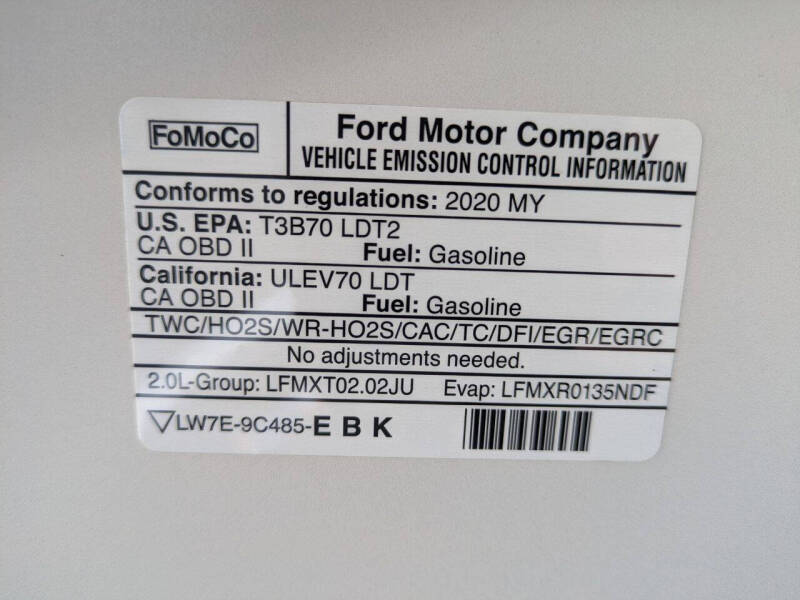 FoMoCo
Ford Motor Company
VEHICLE EMISSION CONTROL INFORMATION
Conforms to regulations: 2020 MY
U.S. EPA: T3B70 LDT2
CA OBD II Fuel: Gasoline
California: ULEV70 LDT
CA OBD II Fuel: Gasoline
TWC/HO2S/WR-HO2S/CAC/TC/DFI/EGR/EGRC
No adjustments needed.
2.0L-Group: LFMXT02.02JU Evap: LFMXR0135NDF
LW7E-9C485-E B K